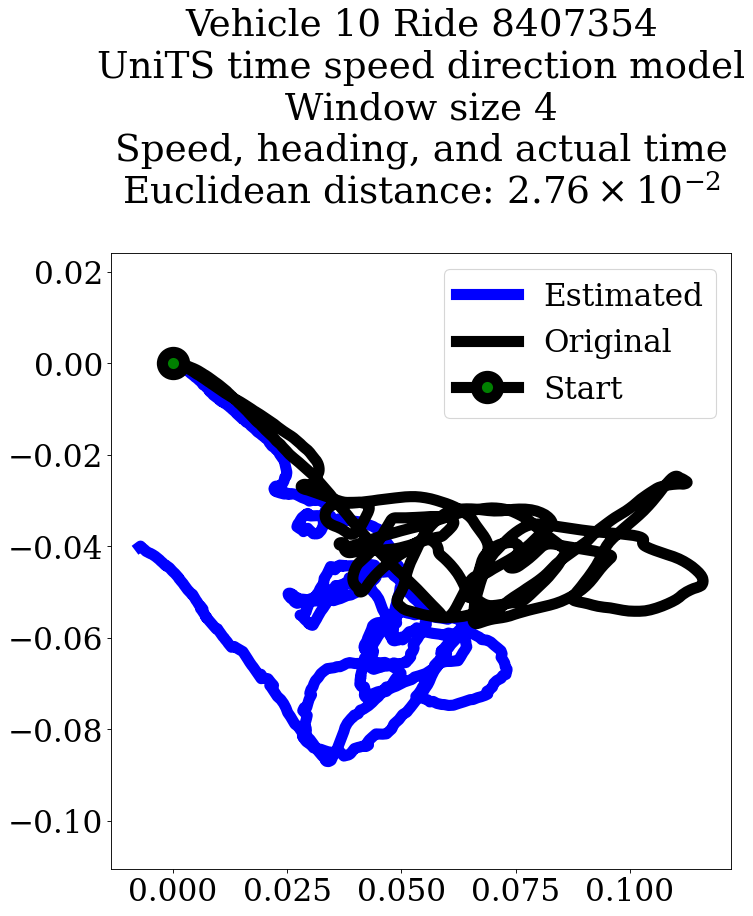 Vehicle 10 Ride 8407354
UniTS time speed direction model
Window size 4
Speed, heading, and actual time
Euclidean distance: 2.76 × 10⁻²
Estimated
Original
Start
0.02
0.00
−0.02
−0.04
−0.06
−0.08
−0.10
0.000 0.025 0.050 0.075 0.100